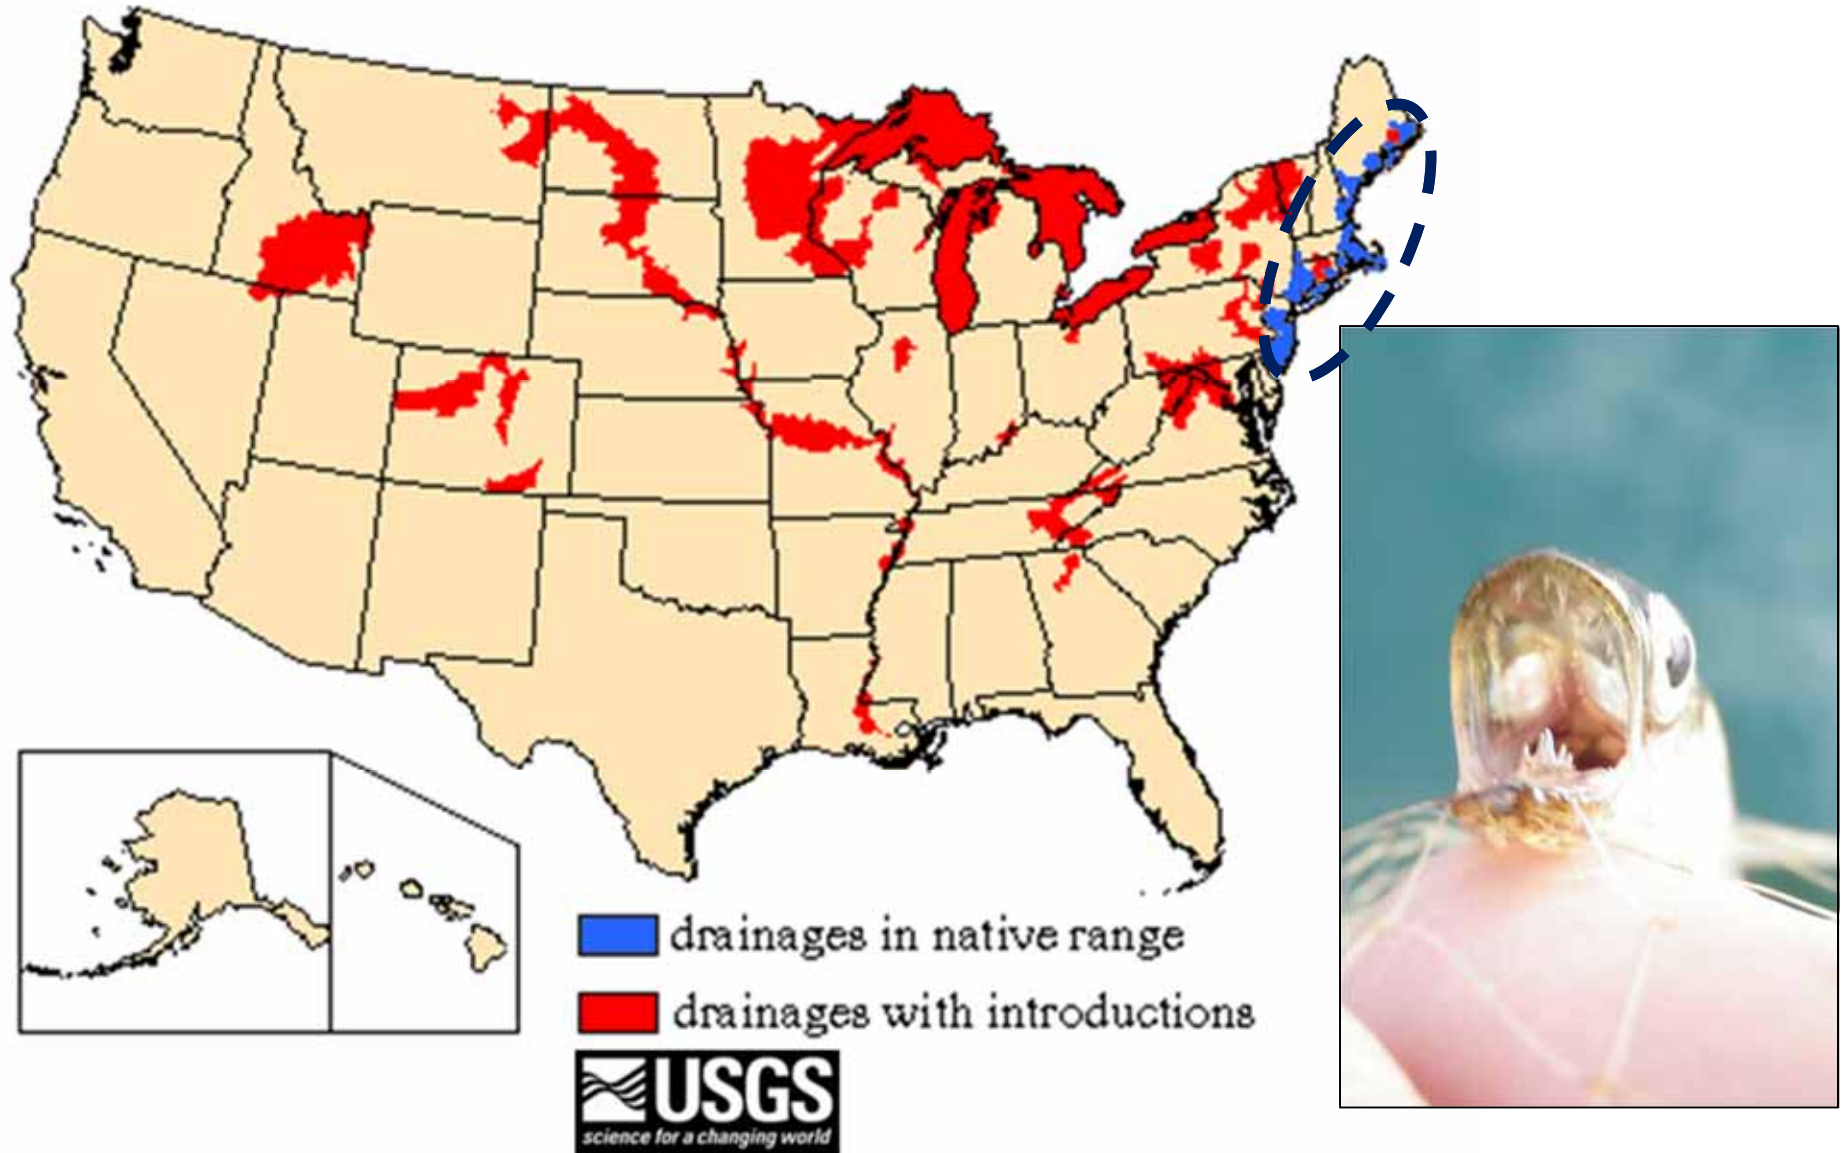 drainages in native range
drainages with introductions
USGS
science for a changing world